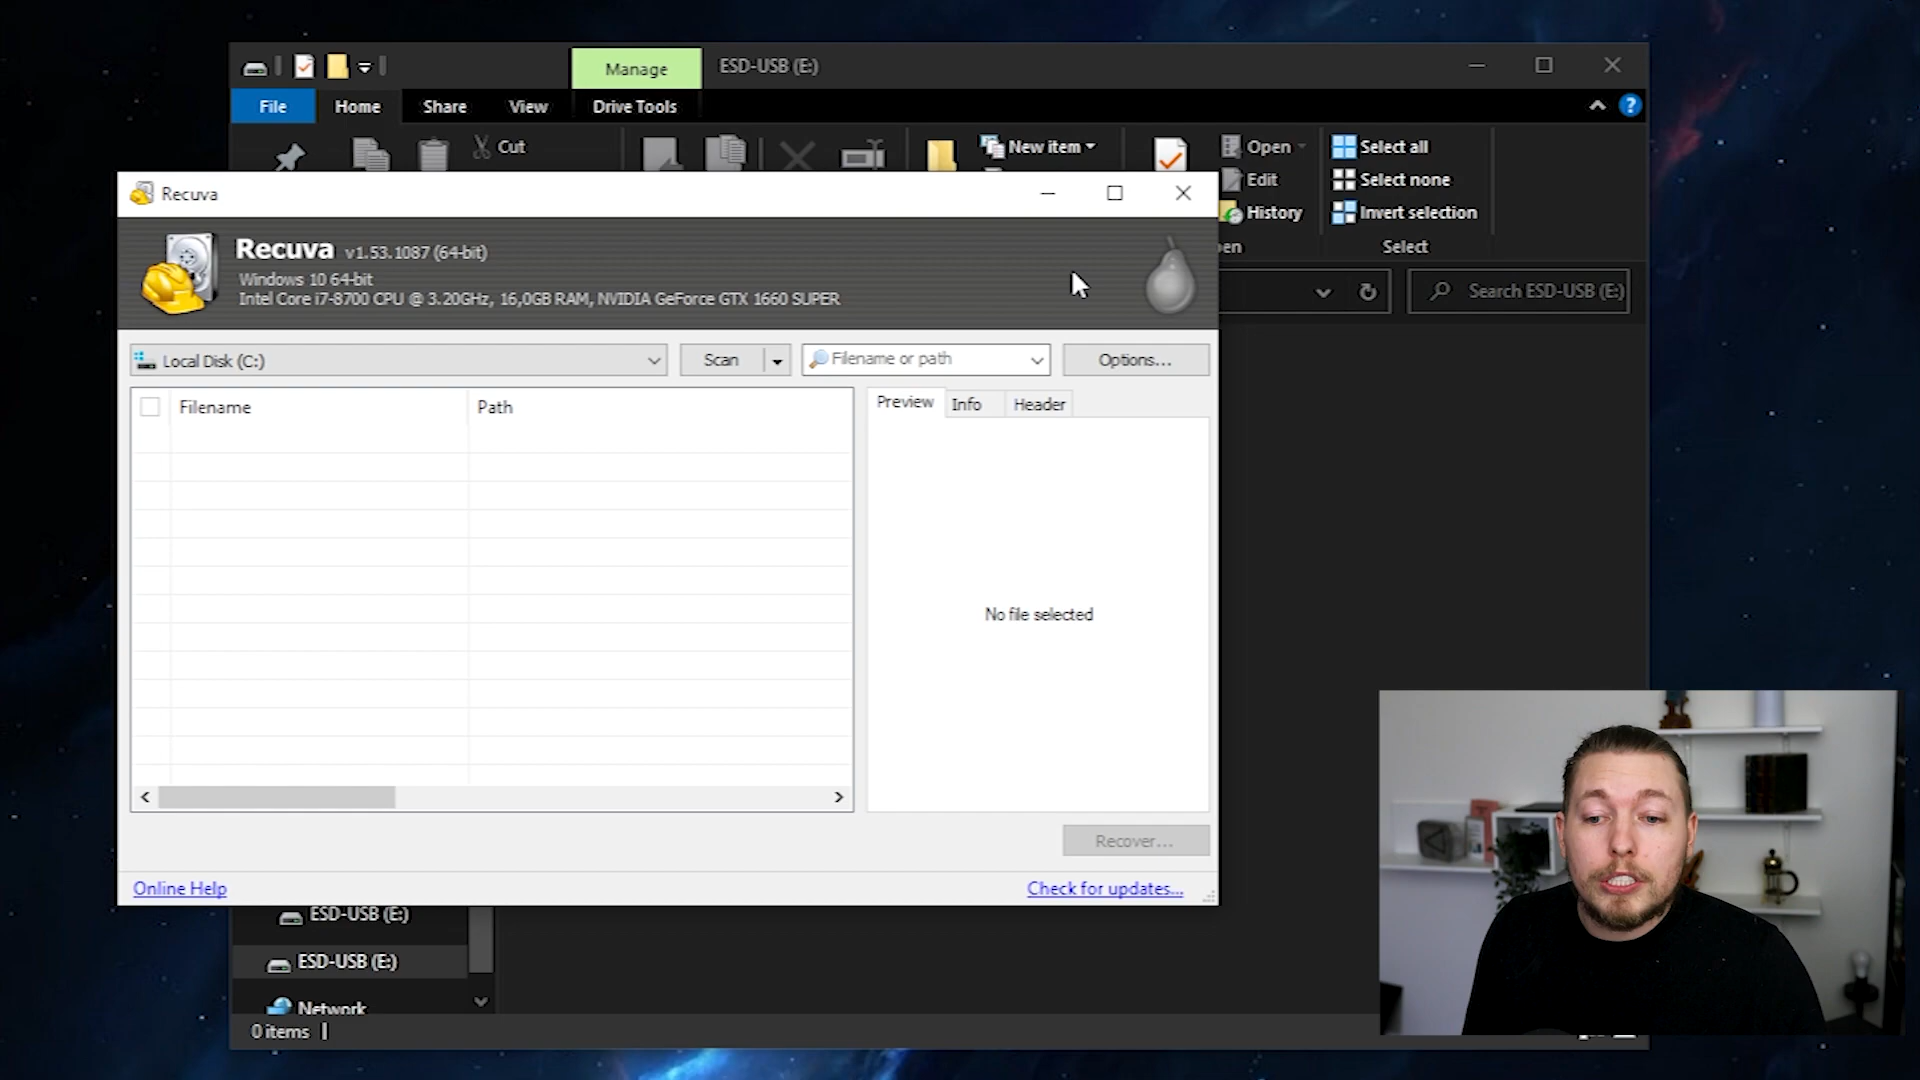 Manage
ESD-USB (E:)
File
Home
Share
View
Drive Tools
Cut
New item
Open
Edit
History
Select all
Select none
Invert selection
Select
Search ESD-USB (E:)
Recuva
Recuva v1.53.1087 (64-bit)
Windows 10 64-bit
Intel Core i7-8700 CPU @ 3.20GHz, 16,0GB RAM, NVIDIA GeForce GTX 1660 SUPER
Local Disk (C:)
Scan
Filename or path
Options...
Filename
Path
Preview
Info
Header
No file selected
Recover...
Online Help
Check for updates...
ESD-USB (E:)
ESD-USB (E:)
Network
0 items